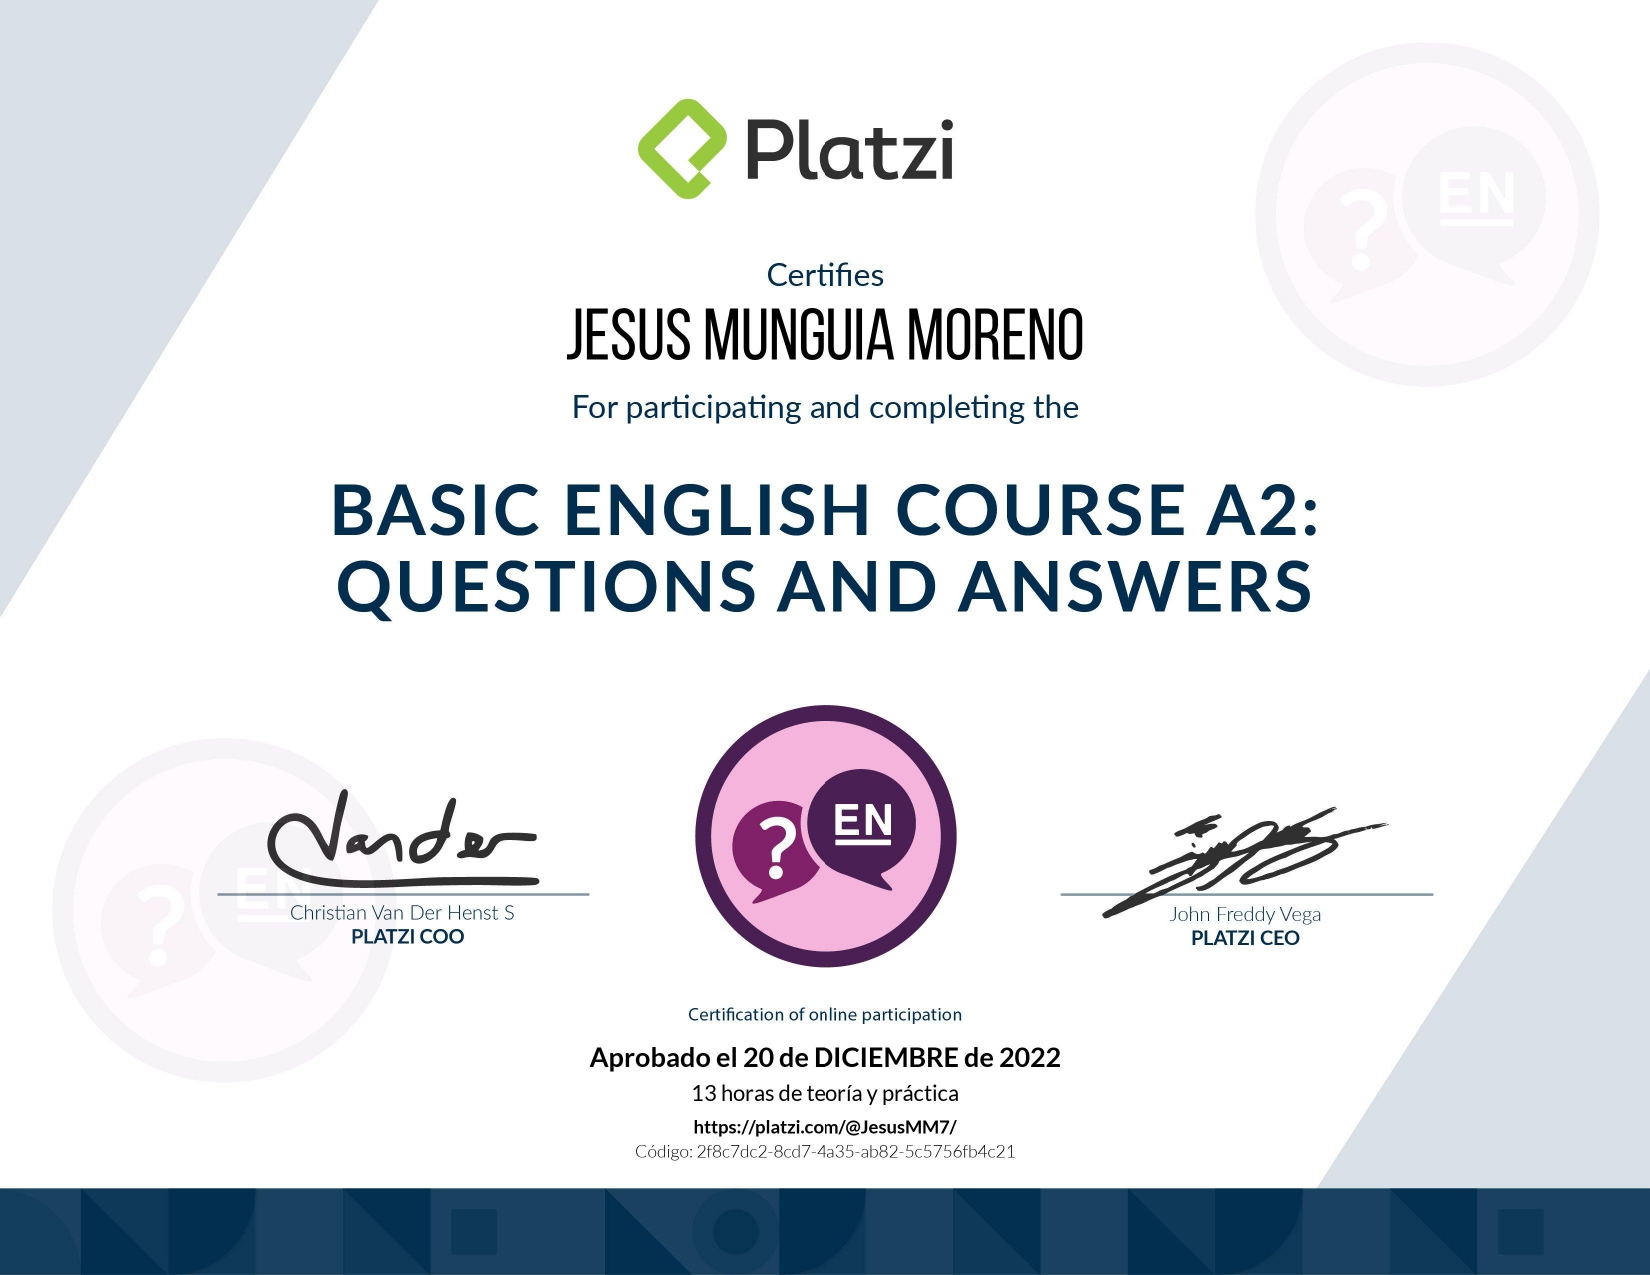 Platzi
? EN
Certifies
JESUS MUNGUIA MORENO
For participating and completing the
BASIC ENGLISH COURSE A2:
QUESTIONS AND ANSWERS
Vander
? EN
? EN
Christian Van Der Henst S
PLATZI COO
John Freddy Vega
PLATZI CEO
Certification of online participation
Aprobado el 20 de DICIEMBRE de 2022
13 horas de teoría y práctica
https://platzi.com/@JesusMM7/
Código: 2f8c7dc2-8cd7-4a35-ab82-5c5756fb4c21